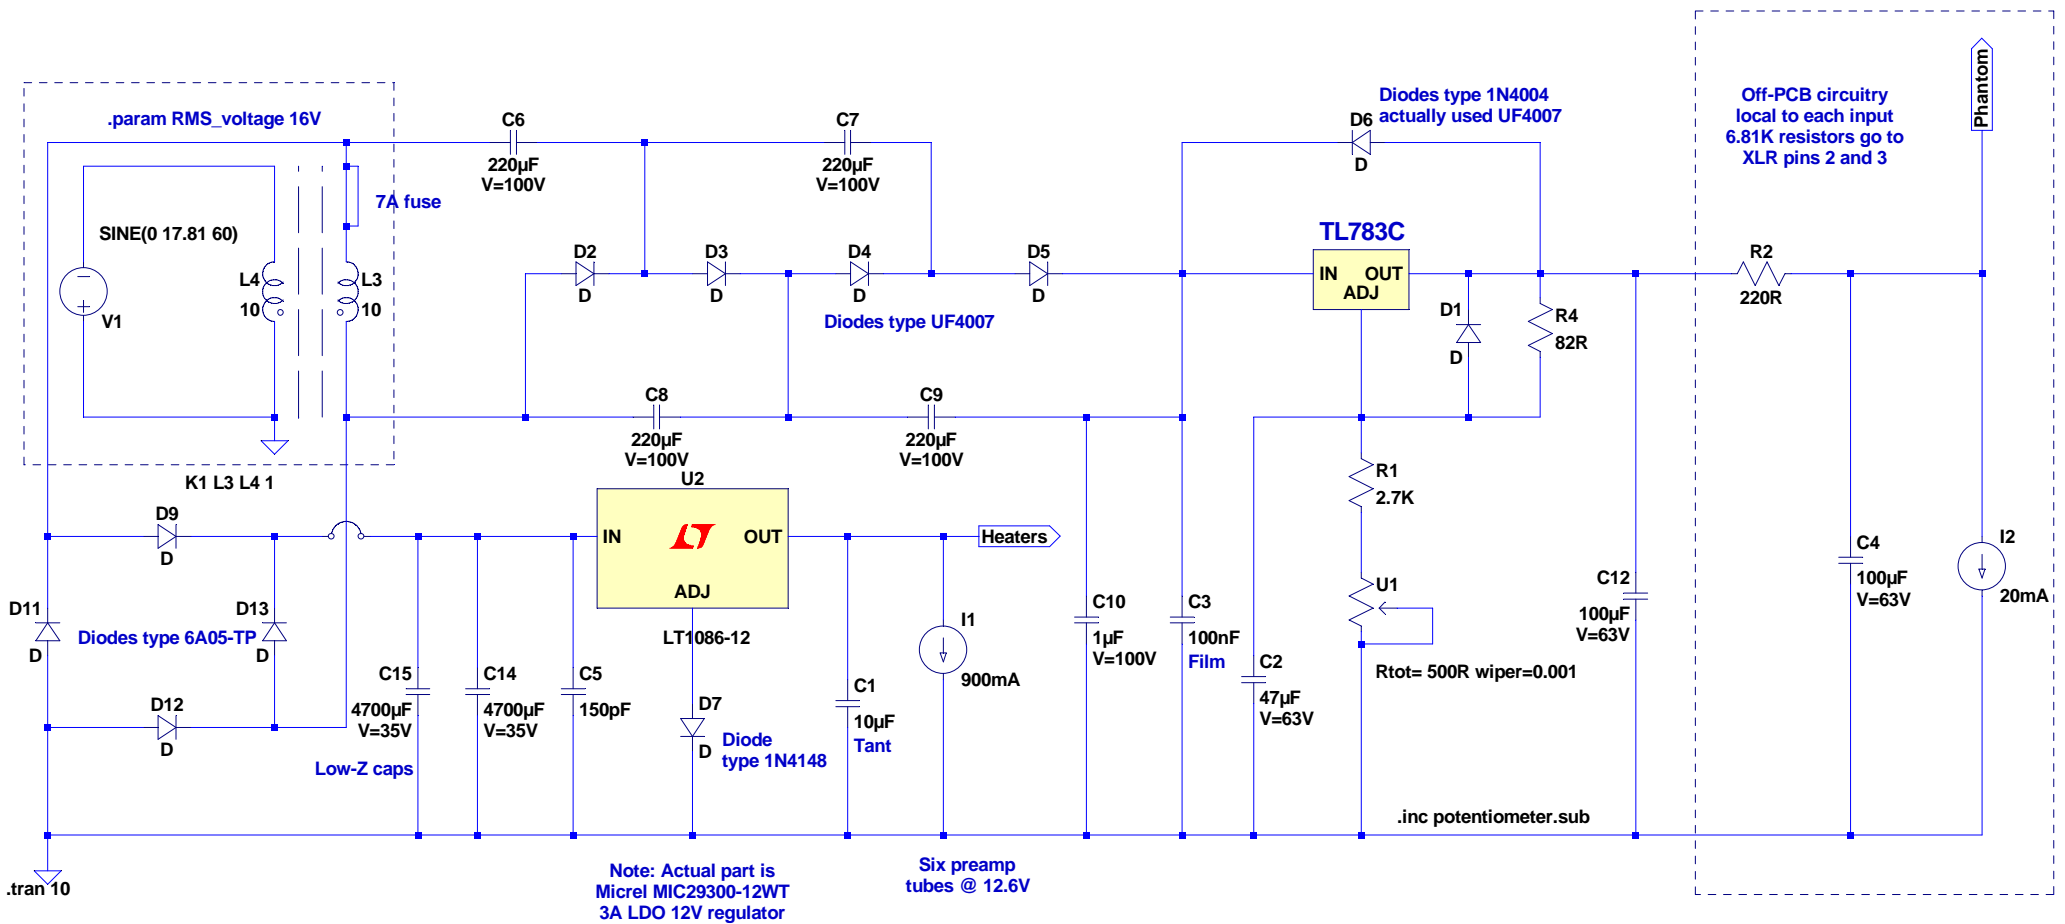 .param RMS_voltage 16V
7A fuse
SINE(0 17.81 60)
V1
L4
10
L3
10
K1 L3 L4 1
C6
220µF
V=100V
C7
220µF
V=100V
D2
D
D3
D
D4
D
D5
D
Diodes type UF4007
C8
220µF
V=100V
C9
220µF
V=100V
Diodes type 1N4004
actually used UF4007
D6
D
TL783C
IN OUT
ADJ
D1
D
R4
82R
Off-PCB circuitry
local to each input
6.81K resistors go to
XLR pins 2 and 3
Phantom
R2
220R
D9
D
D11
D
Diodes type 6A05-TP
D13
D
D12
D
C15
4700µF
V=35V
C14
4700µF
V=35V
Low-Z caps
C5
150pF
U2
IN OUT
ADJ
LT1086-12
D7
D
Diode
type 1N4148
C1
10µF
Tant
Heaters
I1
900mA
C10
1µF
V=100V
C3
100nF
Film
C2
47µF
V=63V
R1
2.7K
U1
Rtot= 500R wiper=0.001
C12
100µF
V=63V
C4
100µF
V=63V
I2
20mA
.inc potentiometer.sub
.tran 10
Note: Actual part is
Micrel MIC29300-12WT
3A LDO 12V regulator
Six preamp
tubes @ 12.6V